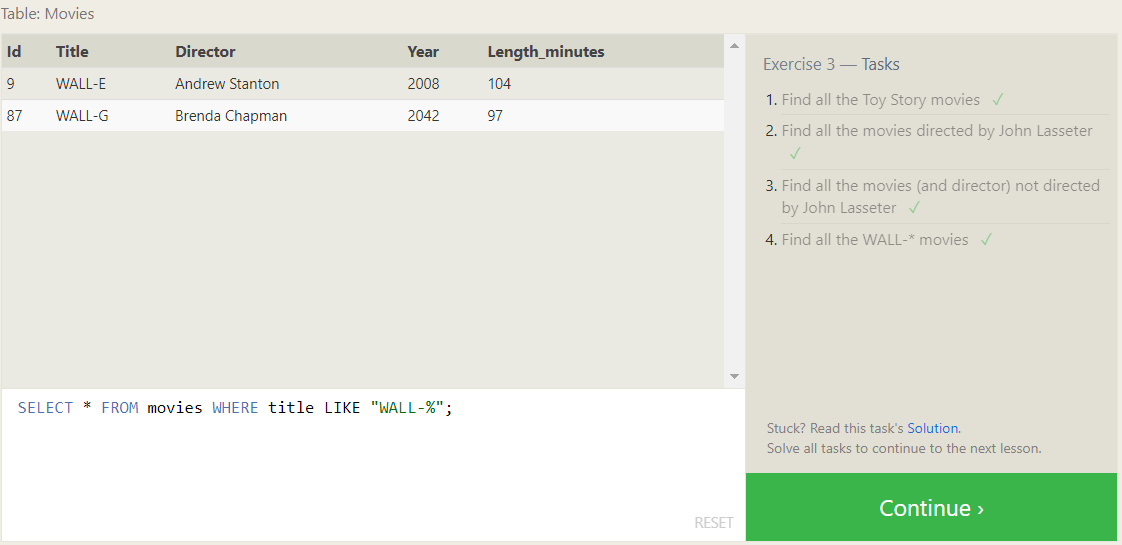 Table: Movies
Id Title Director Year Length_minutes
9 WALL-E Andrew Stanton 2008 104
87 WALL-G Brenda Chapman 2042 97
SELECT * FROM movies WHERE title LIKE "WALL-%";
RESET
Exercise 3 — Tasks
1. Find all the Toy Story movies ✓
2. Find all the movies directed by John Lasseter
✓
3. Find all the movies (and director) not directed
by John Lasseter ✓
4. Find all the WALL-* movies ✓
Stuck? Read this task's Solution.
Solve all tasks to continue to the next lesson.
Continue ›